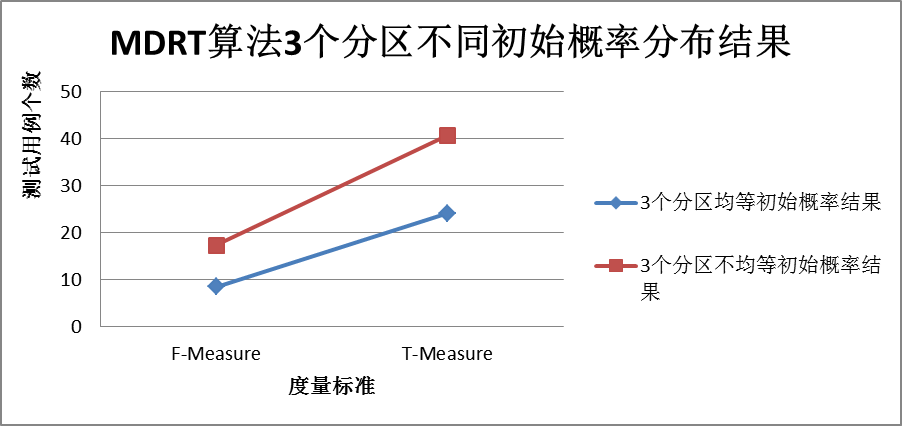 MDRT算法3个分区不同初始概率分布结果
测试用例个数
50
40
30
20
10
0
F-Measure
T-Measure
度量标准
3个分区均等初始概率结果
3个分区不均等初始概率结
果